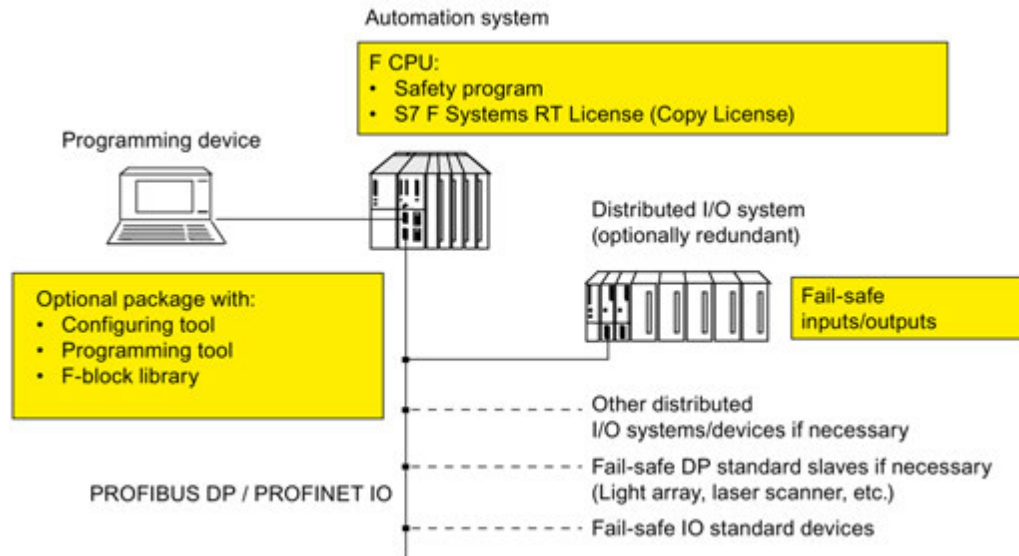 Automation system
F CPU:
• Safety program
• S7 F Systems RT License (Copy License)
Programming device
Distributed I/O system
(optionally redundant)
Optional package with:
• Configuring tool
• Programming tool
• F-block library
Fail-safe
inputs/outputs
Other distributed
I/O systems/devices if necessary
Fail-safe DP standard slaves if necessary
(Light array, laser scanner, etc.)
PROFIBUS DP / PROFINET IO
Fail-safe IO standard devices